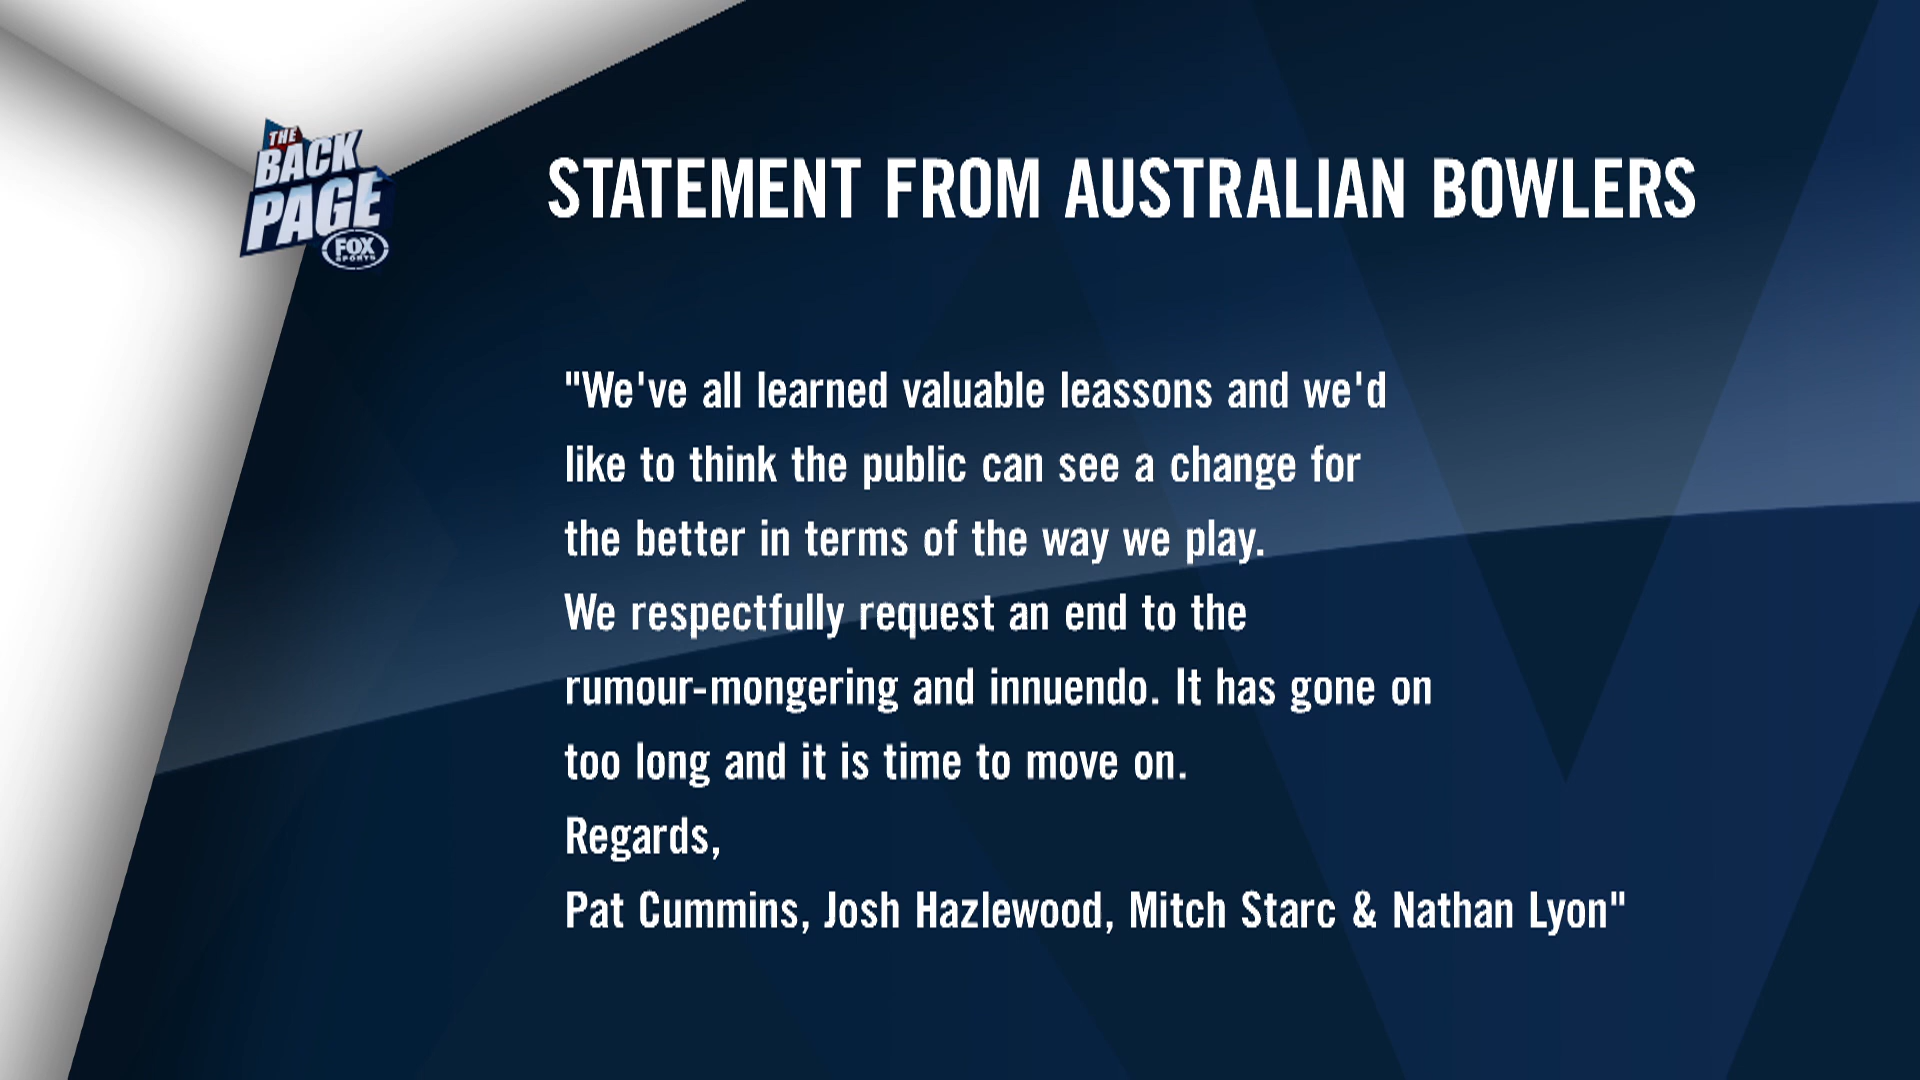 THE
BACK
PAGE
FOX
SPORTS
STATEMENT FROM AUSTRALIAN BOWLERS
"We've all learned valuable leassons and we'd
like to think the public can see a change for
the better in terms of the way we play.
We respectfully request an end to the
rumour-mongering and innuendo. It has gone on
too long and it is time to move on.
Regards,
Pat Cummins, Josh Hazlewood, Mitch Starc & Nathan Lyon"